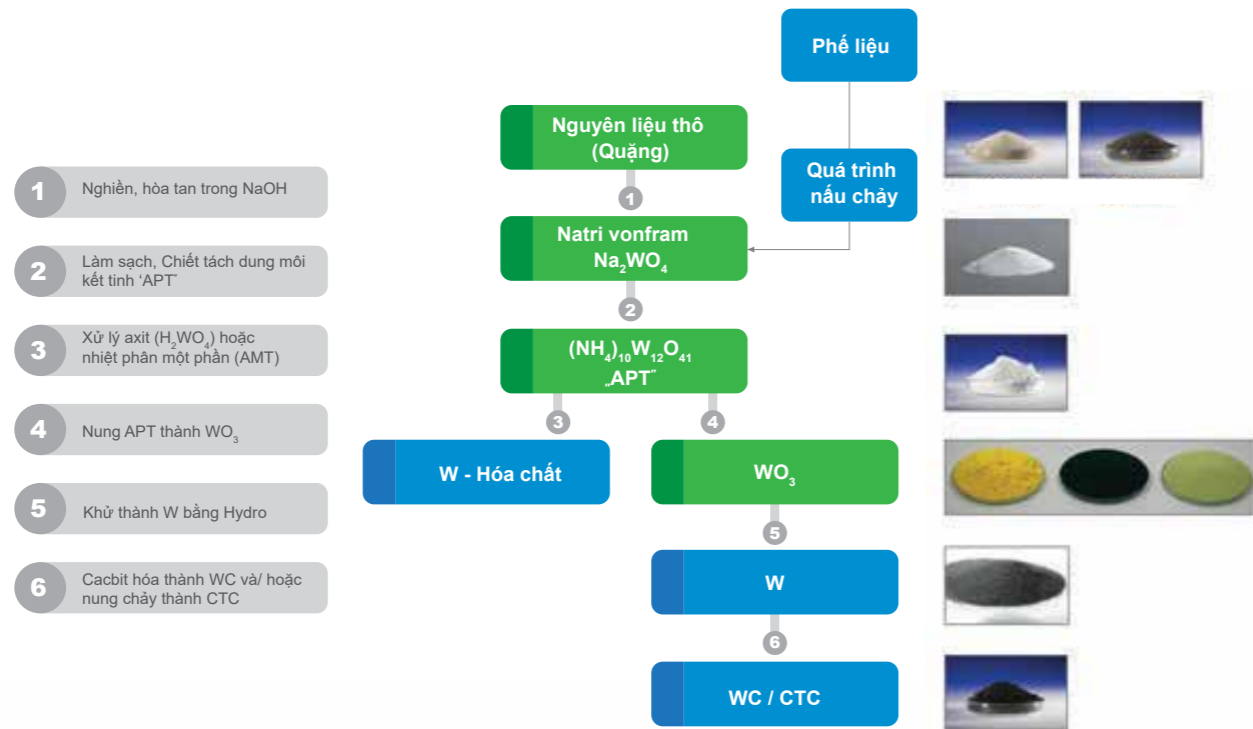 Phế liệu
Nguyên liệu thô
(Quặng)
Quá trình
nấu chảy
1
Natri vonfram
Na₂WO₄
2
(NH₄)₁₀W₁₂O₄₁
„APT”
3
4
W - Hóa chất
WO₃
5
W
6
WC / CTC
1
Nghiền, hòa tan trong NaOH
2
Làm sạch, Chiết tách dung môi
kết tinh ‘APT’
3
Xử lý axit (H₂WO₄) hoặc
nhiệt phân một phần (AMT)
4
Nung APT thành WO₃
5
Khử thành W bằng Hydro
6
Cacbit hóa thành WC và/ hoặc
nung chảy thành CTC